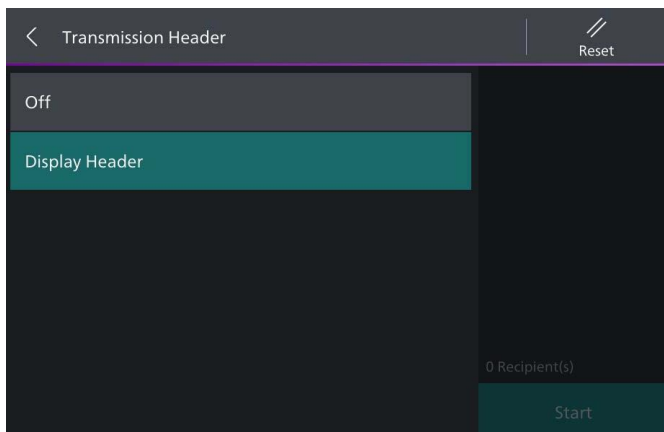 Transmission Header
Reset
Off
Display Header
0 Recipient(s)
Start